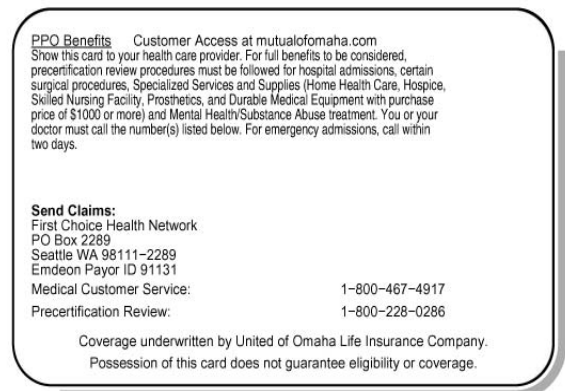 PPO Benefits Customer Access at mutualofomaha.com
Show this card to your health care provider. For full benefits to be considered,
precertification review procedures must be followed for hospital admissions, certain
surgical procedures, Specialized Services and Supplies (Home Health Care, Hospice,
Skilled Nursing Facility, Prosthetics, and Durable Medical Equipment with purchase
price of $1000 or more) and Mental Health/Substance Abuse treatment. You or your
doctor must call the number(s) listed below. For emergency admissions, call within
two days.
Send Claims:
First Choice Health Network
PO Box 2289
Seattle WA 98111-2289
Emdeon Payor ID 91131
Medical Customer Service: 1-800-467-4917
Precertification Review: 1-800-228-0286
Coverage underwritten by United of Omaha Life Insurance Company.
Possession of this card does not guarantee eligibility or coverage.